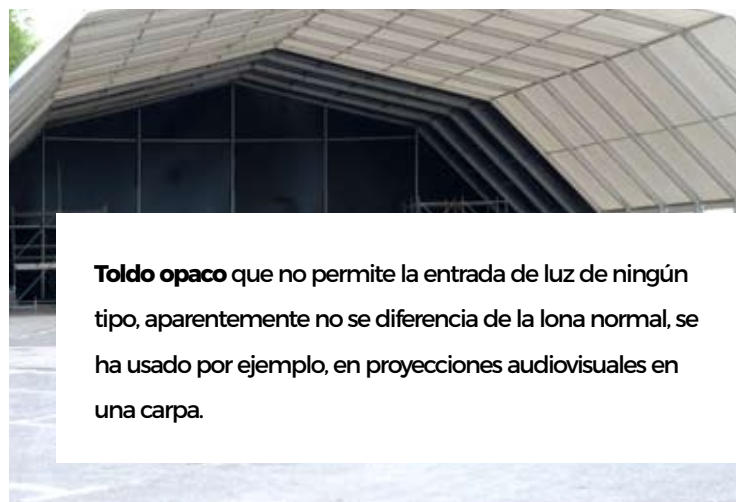 Toldo opaco que no permite la entrada de luz de ningún
tipo, aparentemente no se diferencia de la lona normal, se
ha usado por ejemplo, en proyecciones audiovisuales en
una carpa.